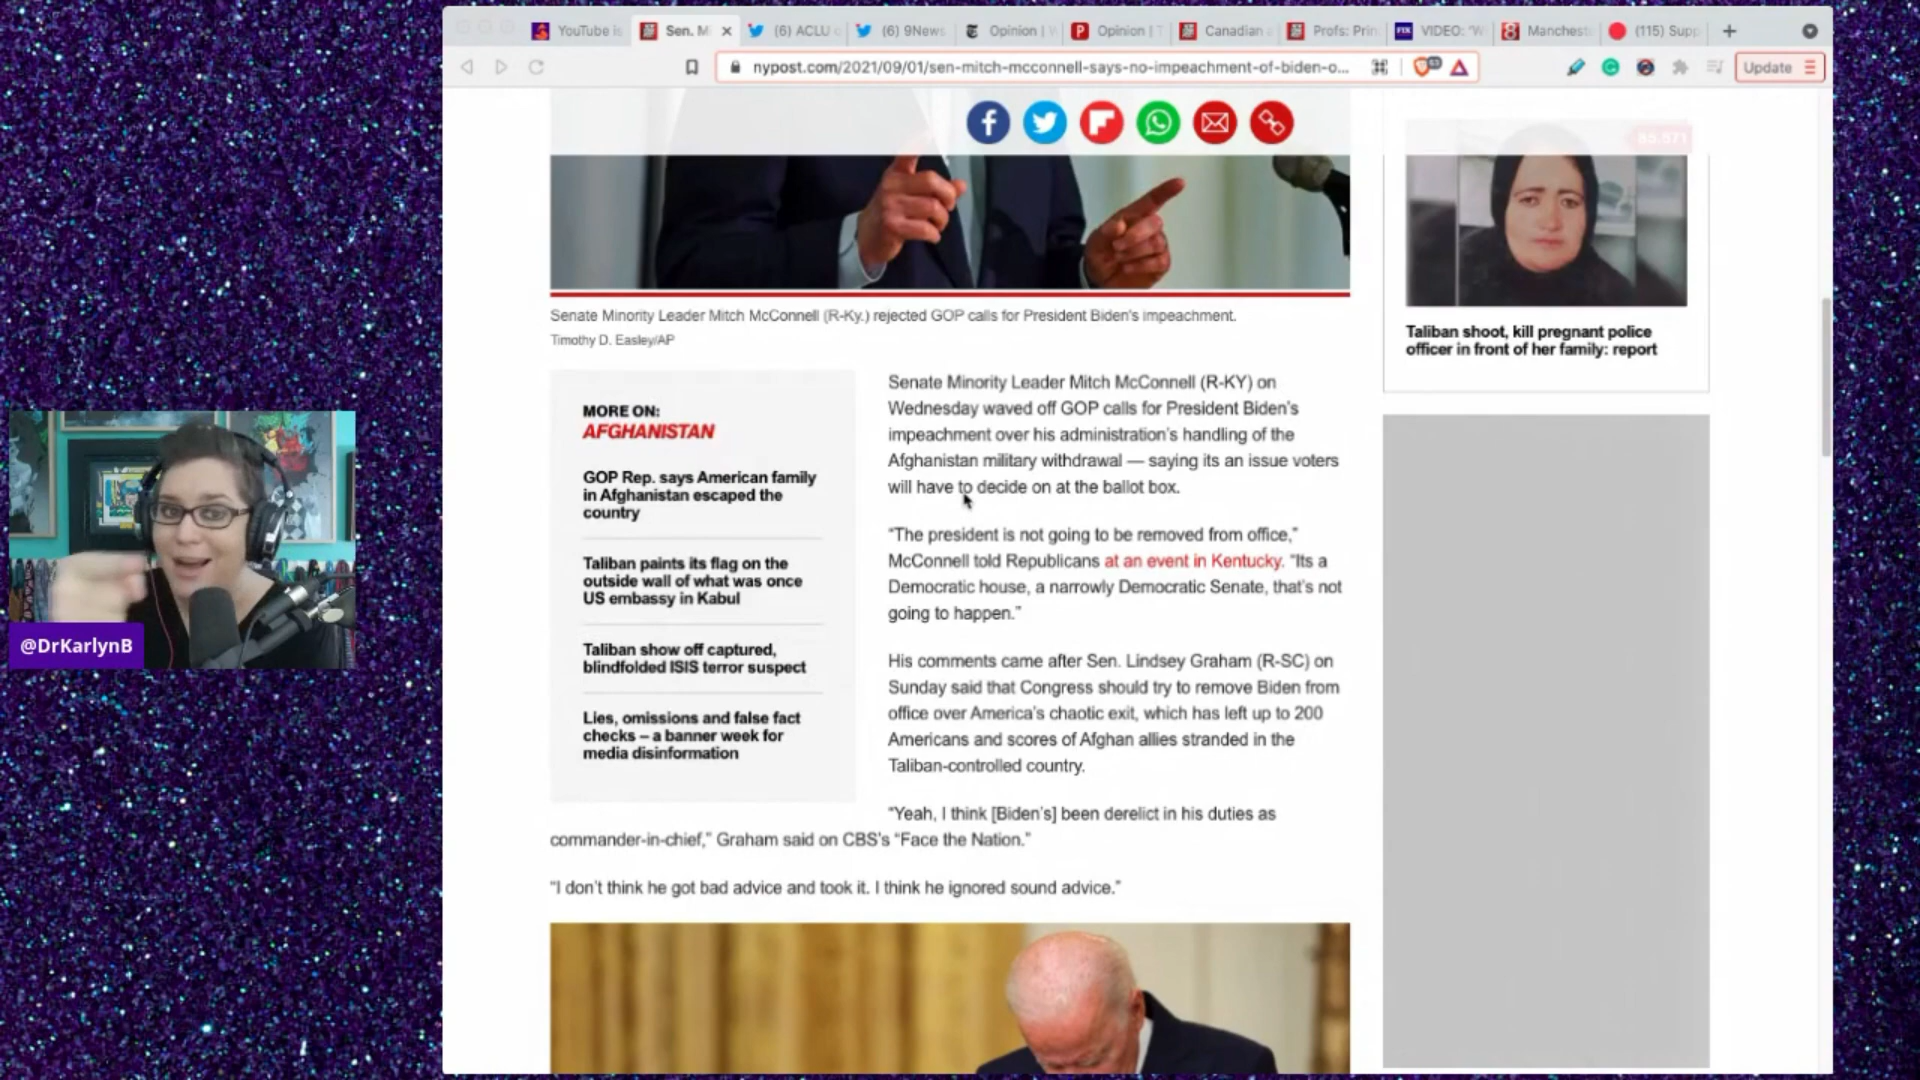 YouTube is
Sen. M
(6) ACLU
(6) 9News
Opinion |
Opinion | T
Canadian
Profs: Prin
VIDEO: "W
Manchest
(115) Supp
nypost.com/2021/09/01/sen-mitch-mcconnell-says-no-impeachment-of-biden-o...
Update
Senate Minority Leader Mitch McConnell (R-Ky.) rejected GOP calls for President Biden's impeachment.
Timothy D. Easley/AP
MORE ON:
AFGHANISTAN
GOP Rep. says American family
in Afghanistan escaped the
country
Taliban paints its flag on the
outside wall of what was once
US embassy in Kabul
Taliban show off captured,
blindfolded ISIS terror suspect
Lies, omissions and false fact
checks – a banner week for
media disinformation
Senate Minority Leader Mitch McConnell (R-KY) on
Wednesday waved off GOP calls for President Biden's
impeachment over his administration's handling of the
Afghanistan military withdrawal — saying its an issue voters
will have to decide on at the ballot box.
"The president is not going to be removed from office,"
McConnell told Republicans at an event in Kentucky. "Its a
Democratic house, a narrowly Democratic Senate, that's not
going to happen."
His comments came after Sen. Lindsey Graham (R-SC) on
Sunday said that Congress should try to remove Biden from
office over America's chaotic exit, which has left up to 200
Americans and scores of Afghan allies stranded in the
Taliban-controlled country.
"Yeah, I think [Biden's] been derelict in his duties as
commander-in-chief," Graham said on CBS's "Face the Nation."
"I don't think he got bad advice and took it. I think he ignored sound advice."
Taliban shoot, kill pregnant police
officer in front of her family: report
@DrKarlynB